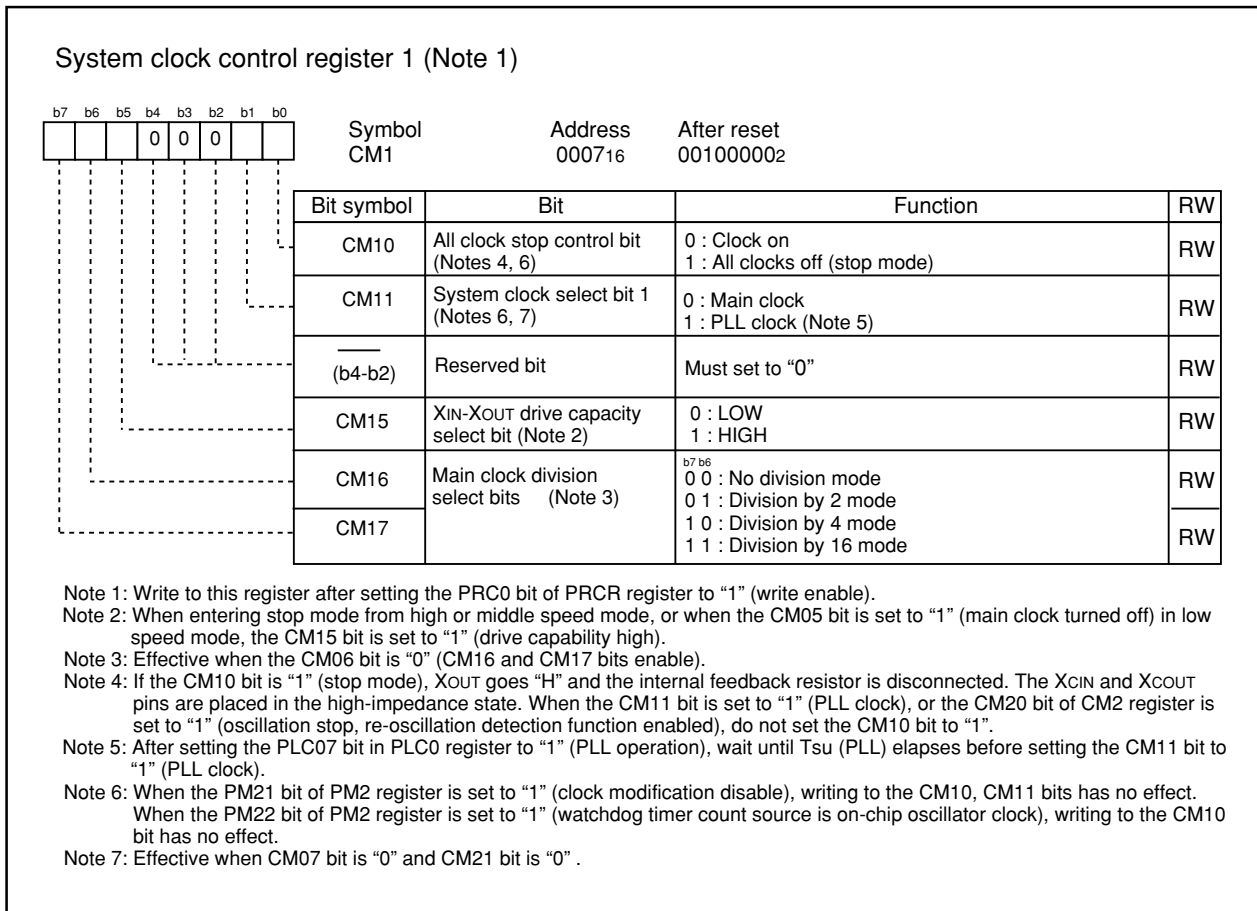 System clock control register 1 (Note 1)
b7 b6 b5 b4 b3 b2 b1 b0
0 0 0
Symbol Address After reset
CM1 000716 001000002
Bit symbol Bit Function RW
CM10 All clock stop control bit 0 : Clock on RW
(Notes 4, 6) 1 : All clocks off (stop mode)
CM11 System clock select bit 1 0 : Main clock RW
(Notes 6, 7) 1 : PLL clock (Note 5)
(b4-b2) Reserved bit Must set to “0” RW
CM15 XIN-XOUT drive capacity 0 : LOW RW
select bit (Note 2) 1 : HIGH
b7 b6
CM16 Main clock division 0 0 : No division mode RW
select bits (Note 3) 0 1 : Division by 2 mode
CM17 1 0 : Division by 4 mode RW
1 1 : Division by 16 mode
Note 1: Write to this register after setting the PRC0 bit of PRCR register to “1” (write enable).
Note 2: When entering stop mode from high or middle speed mode, or when the CM05 bit is set to “1” (main clock turned off) in low
speed mode, the CM15 bit is set to “1” (drive capability high).
Note 3: Effective when the CM06 bit is “0” (CM16 and CM17 bits enable).
Note 4: If the CM10 bit is “1” (stop mode), XOUT goes “H” and the internal feedback resistor is disconnected. The XCIN and XCOUT
pins are placed in the high-impedance state. When the CM11 bit is set to “1” (PLL clock), or the CM20 bit of CM2 register is
set to “1” (oscillation stop, re-oscillation detection function enabled), do not set the CM10 bit to “1”.
Note 5: After setting the PLC07 bit in PLC0 register to “1” (PLL operation), wait until Tsu (PLL) elapses before setting the CM11 bit to
“1” (PLL clock).
Note 6: When the PM21 bit of PM2 register is set to “1” (clock modification disable), writing to the CM10, CM11 bits has no effect.
When the PM22 bit of PM2 register is set to “1” (watchdog timer count source is on-chip oscillator clock), writing to the CM10
bit has no effect.
Note 7: Effective when CM07 bit is “0” and CM21 bit is “0” .